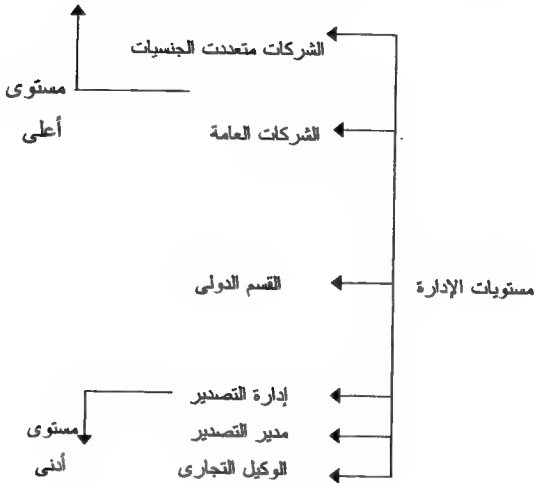 الشركات متعددت الجنسيات
مستوى
أعلى
الشركات العامة
مستويات الإدارة
القسم الدولى
إدارة التصدير
مدير التصدير
الوكيل التجارى
مستوى
أدنى